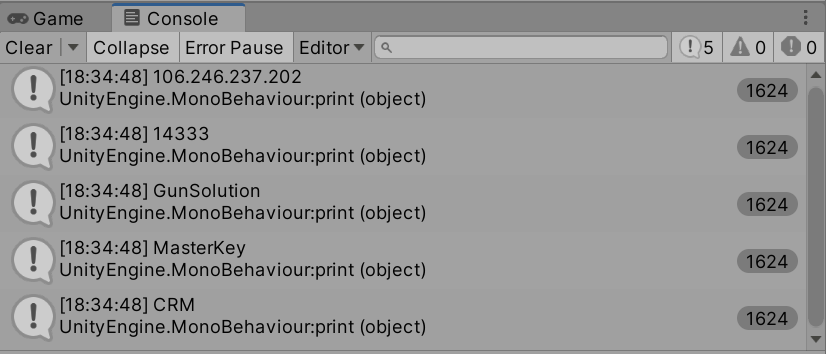 Game
Console
Clear
Collapse
Error Pause
Editor
5
0
0
[18:34:48] 106.246.237.202
UnityEngine.MonoBehaviour:print (object)
1624
[18:34:48] 14333
UnityEngine.MonoBehaviour:print (object)
1624
[18:34:48] GunSolution
UnityEngine.MonoBehaviour:print (object)
1624
[18:34:48] MasterKey
UnityEngine.MonoBehaviour:print (object)
1624
[18:34:48] CRM
UnityEngine.MonoBehaviour:print (object)
1624